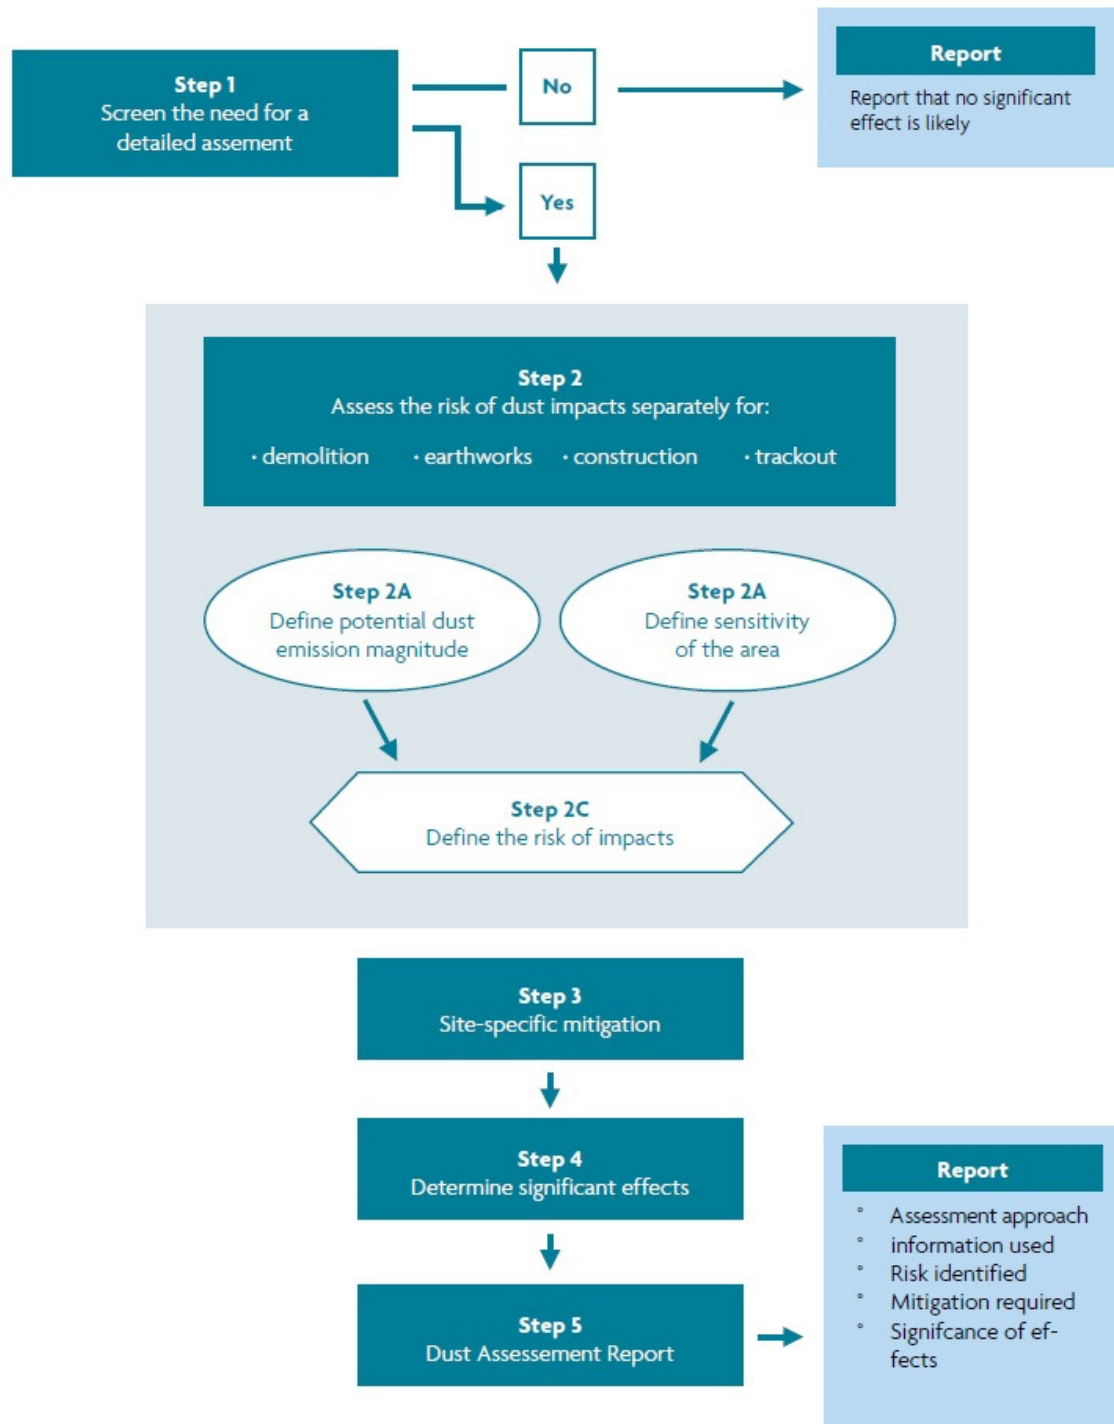 Step 1
Screen the need for a
detailed assement
No
Yes
Report
Report that no significant
effect is likely
Step 2
Assess the risk of dust impacts separately for:
· demolition · earthworks · construction · trackout
Step 2A
Define potential dust
emission magnitude
Step 2A
Define sensitivity
of the area
Step 2C
Define the risk of impacts
Step 3
Site-specific mitigation
Step 4
Determine significant effects
Step 5
Dust Assessement Report
Report
° Assessment approach
° information used
° Risk identified
° Mitigation required
° Signifcance of ef-
fects